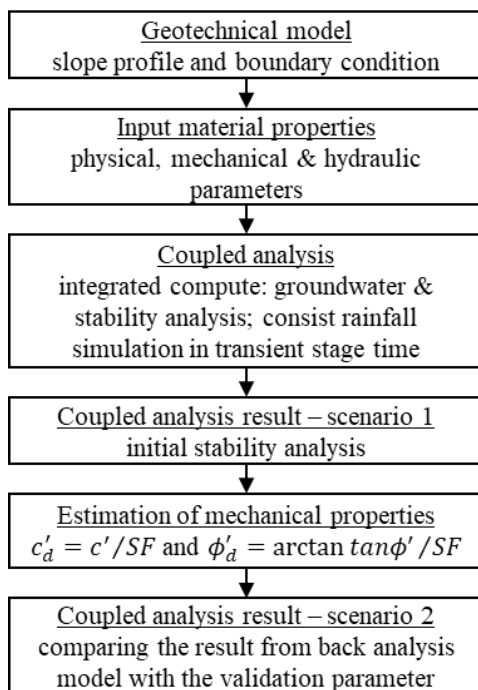 Geotechnical model
slope profile and boundary condition
Input material properties
physical, mechanical & hydraulic
parameters
Coupled analysis
integrated compute: groundwater &
stability analysis; consist rainfall
simulation in transient stage time
Coupled analysis result – scenario 1
initial stability analysis
Estimation of mechanical properties
c′d = c′/SF and ϕ′d = arctan tanϕ′/SF
Coupled analysis result – scenario 2
comparing the result from back analysis
model with the validation parameter